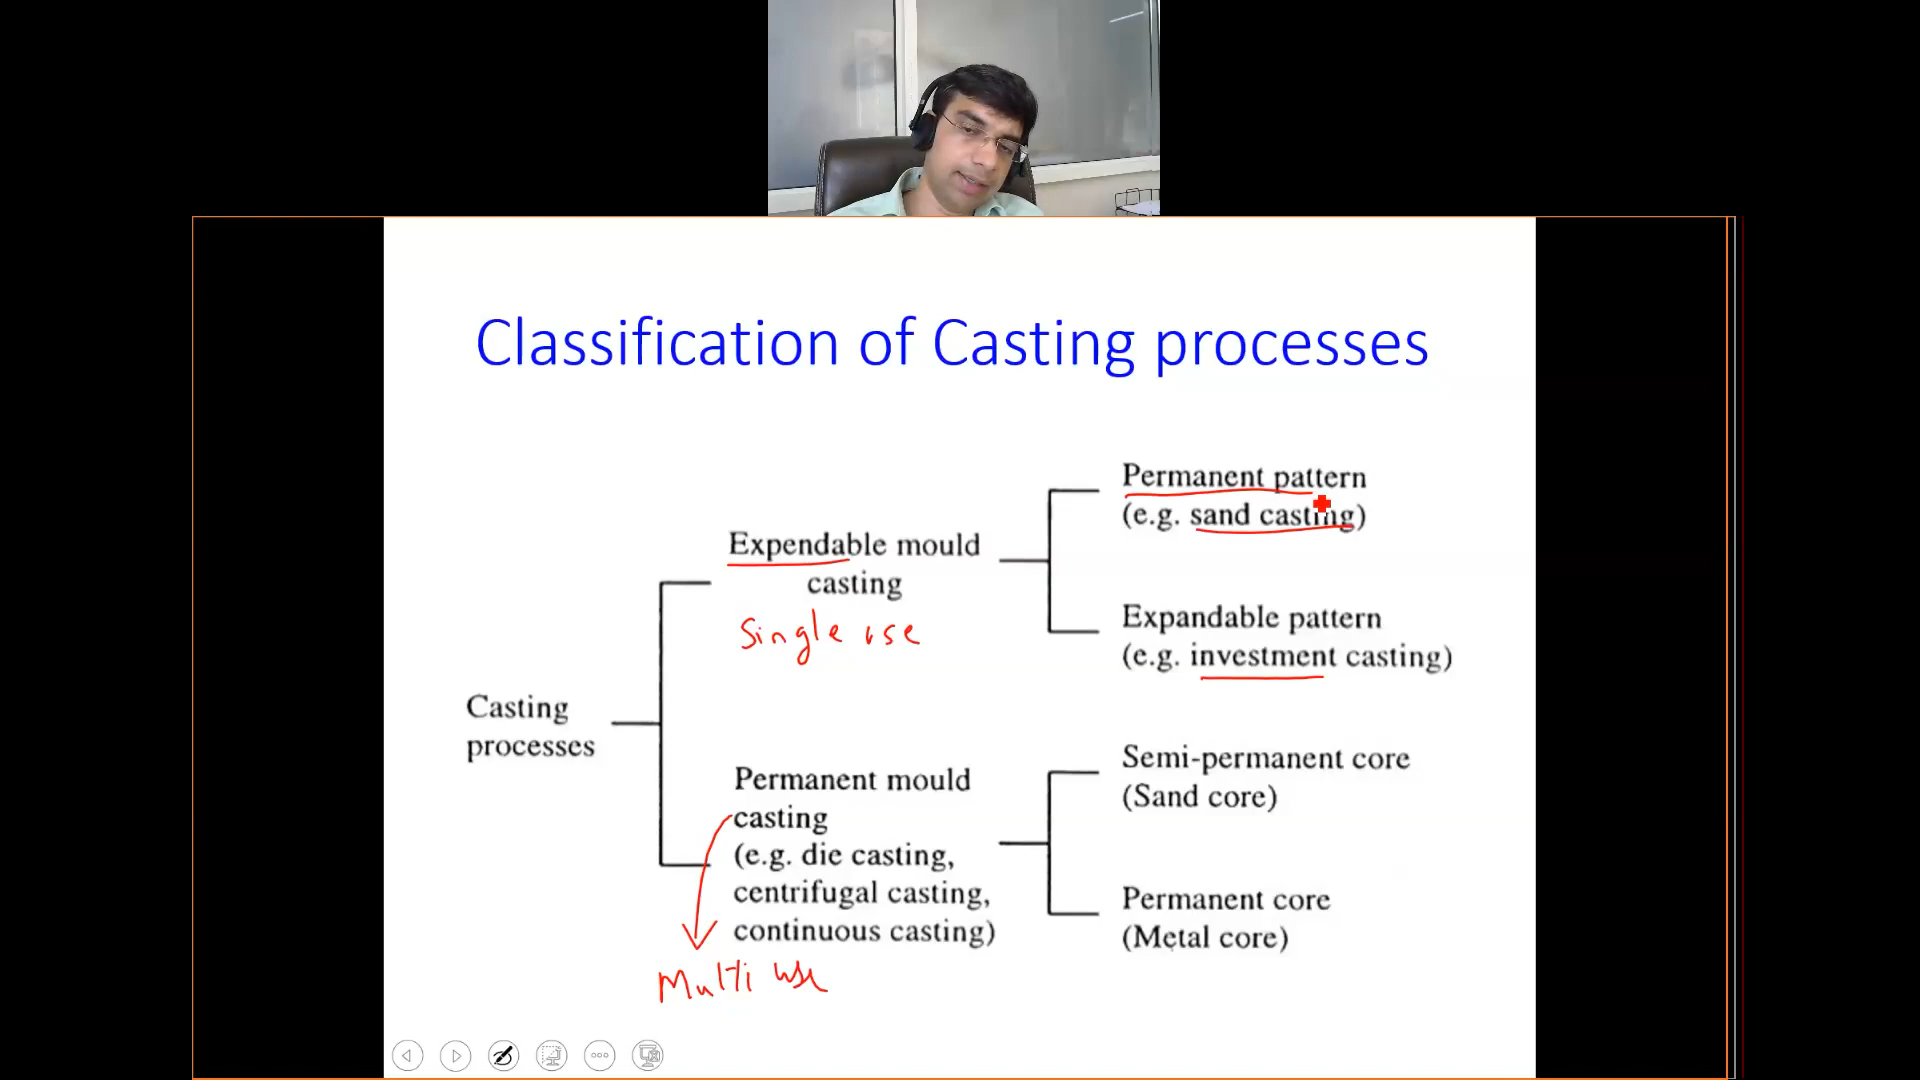 Classification of Casting processes
Permanent pattern
(e.g. sand casting)
Expendable mould
casting
Single use
Expandable pattern
(e.g. investment casting)
Casting
processes
Semi-permanent core
(Sand core)
Permanent mould
casting
(e.g. die casting,
centrifugal casting,
continuous casting)
Permanent core
(Metal core)
Multi use